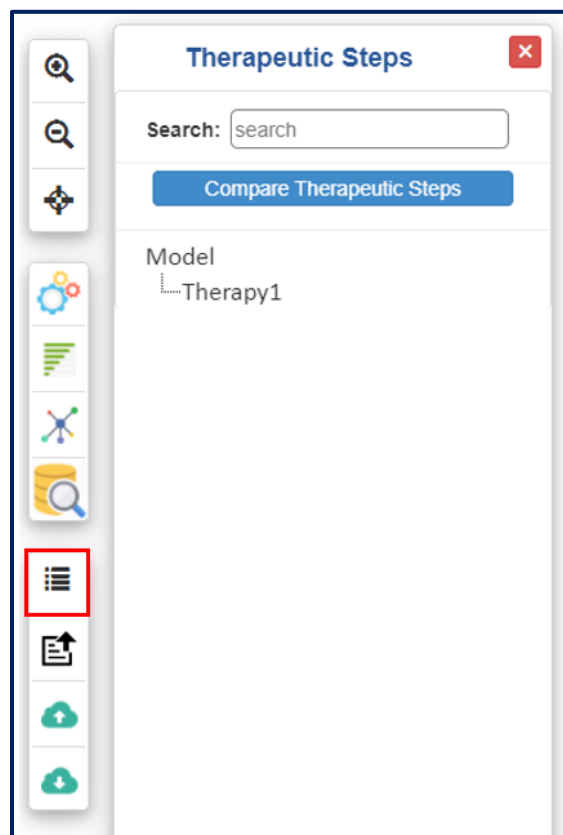 Therapeutic Steps
Search: search
Compare Therapeutic Steps
Model
Therapy1